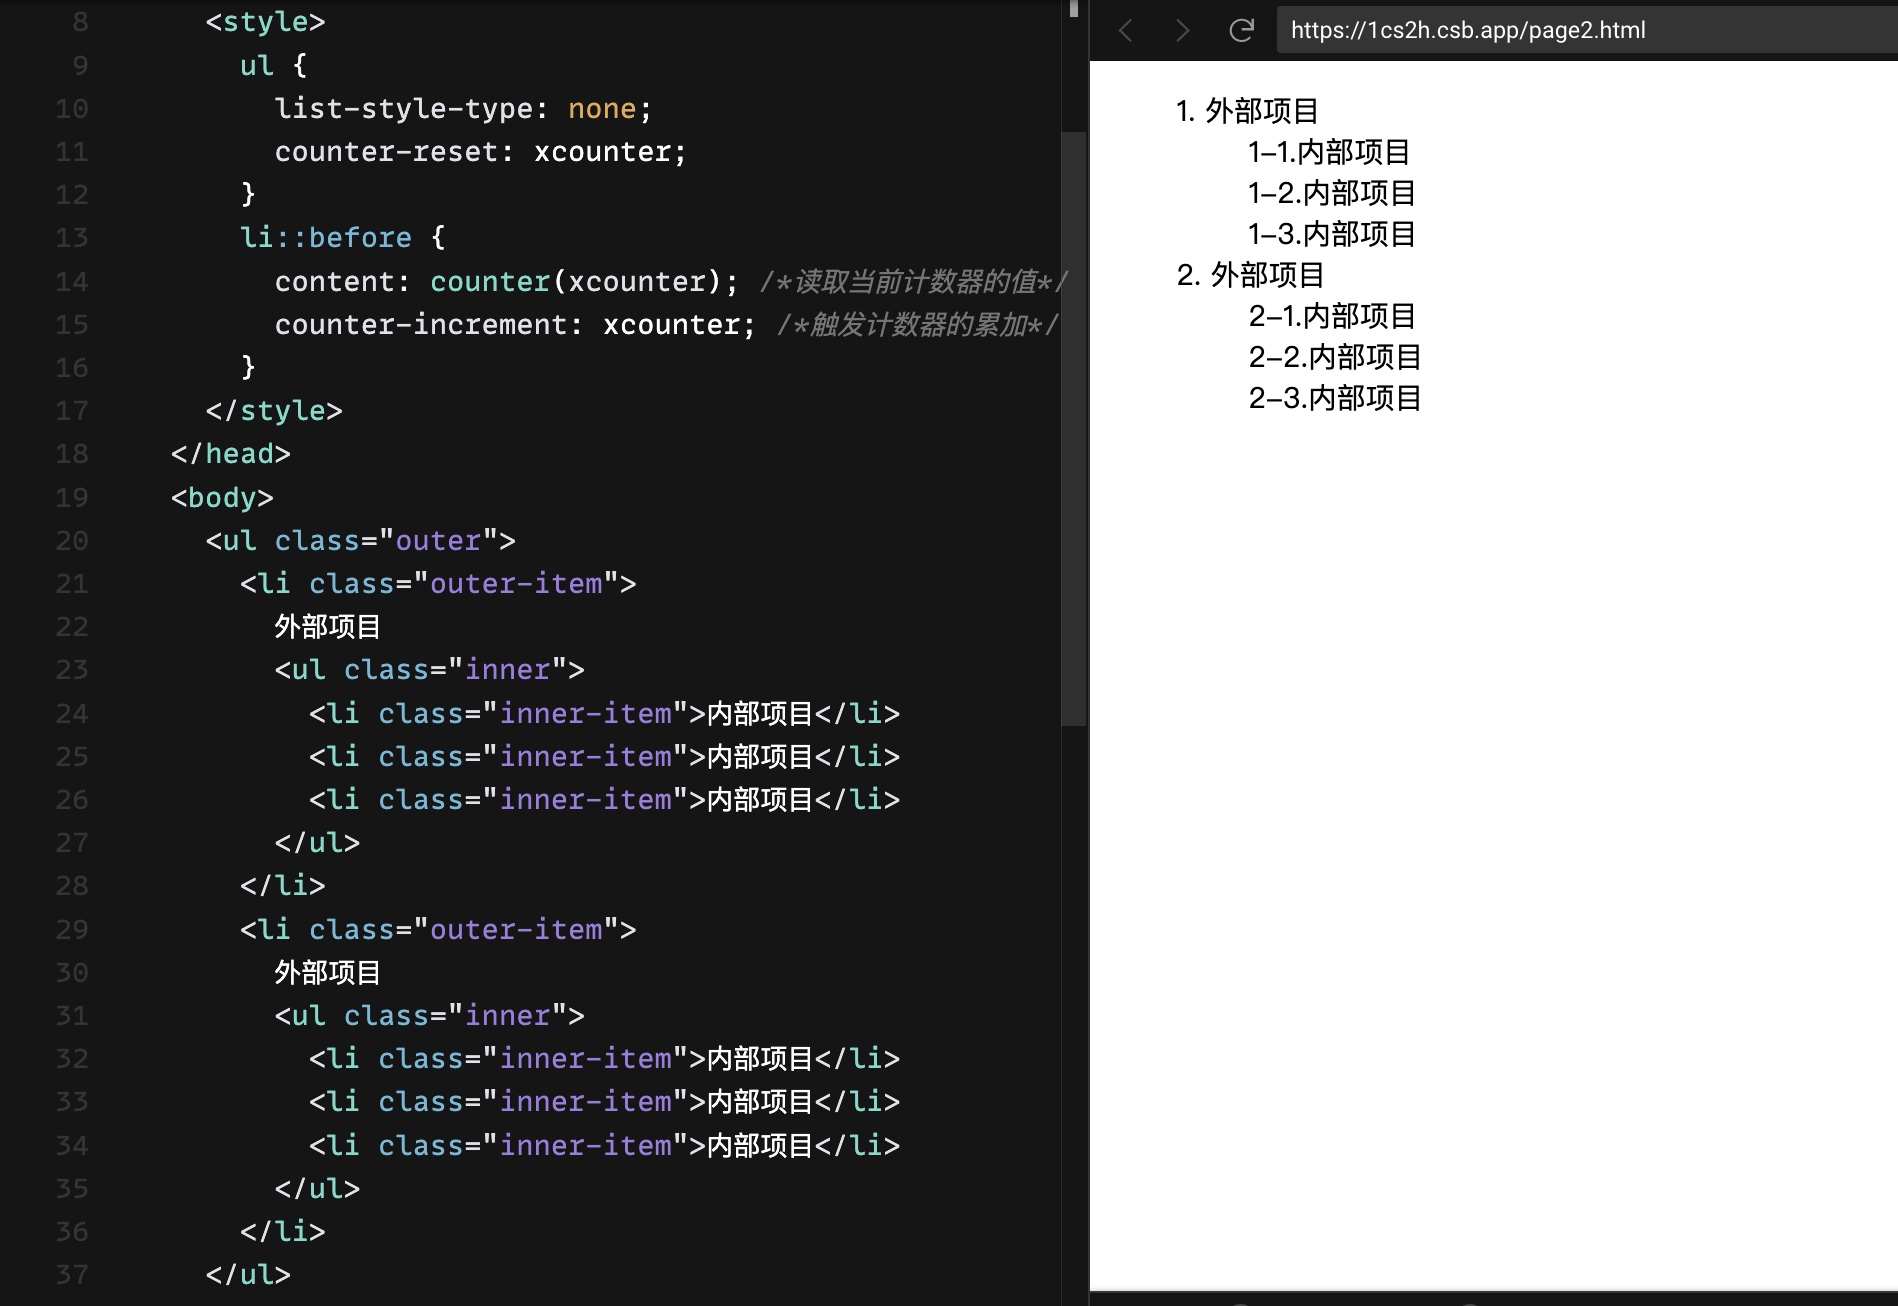 8 <style>
9 ul {
10 list-style-type: none;
11 counter-reset: xcounter;
12 }
13 li::before {
14 content: counter(xcounter); /*读取当前计数器的值*/
15 counter-increment: xcounter; /*触发计数器的累加*/
16 }
17 </style>
18 </head>
19 <body>
20 <ul class="outer">
21 <li class="outer-item">
22 外部项目
23 <ul class="inner">
24 <li class="inner-item">内部项目</li>
25 <li class="inner-item">内部项目</li>
26 <li class="inner-item">内部项目</li>
27 </ul>
28 </li>
29 <li class="outer-item">
30 外部项目
31 <ul class="inner">
32 <li class="inner-item">内部项目</li>
33 <li class="inner-item">内部项目</li>
34 <li class="inner-item">内部项目</li>
35 </ul>
36 </li>
37 </ul>
https://1cs2h.csb.app/page2.html
1. 外部项目
1-1.内部项目
1-2.内部项目
1-3.内部项目
2. 外部项目
2-1.内部项目
2-2.内部项目
2-3.内部项目